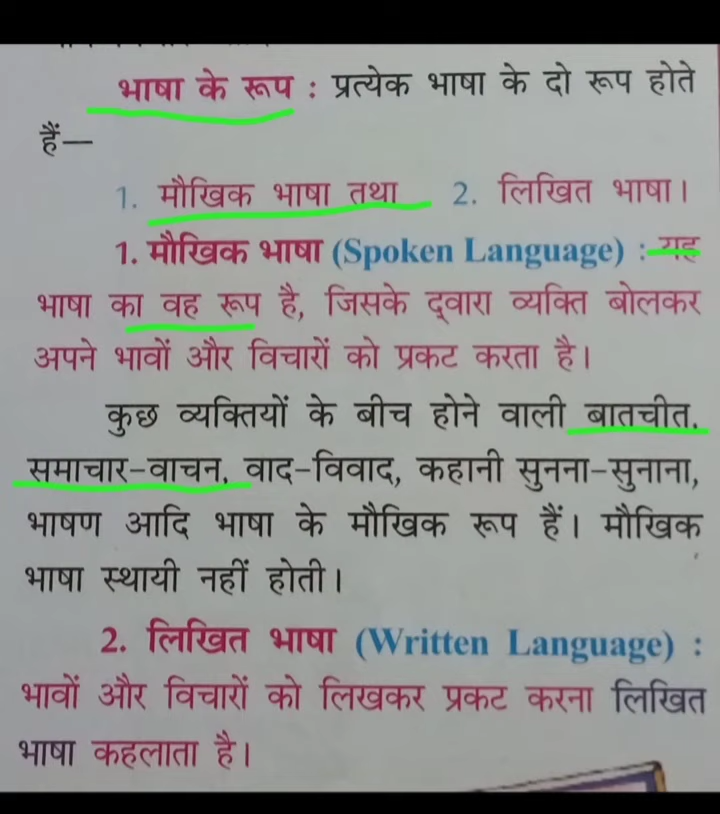 भाषा के रूप : प्रत्येक भाषा के दो रूप होते
हैं—
1. मौखिक भाषा तथा 2. लिखित भाषा।
1. मौखिक भाषा (Spoken Language) : यह
भाषा का वह रूप है, जिसके द्वारा व्यक्ति बोलकर
अपने भावों और विचारों को प्रकट करता है।
कुछ व्यक्तियों के बीच होने वाली बातचीत,
समाचार-वाचन, वाद-विवाद, कहानी सुनना-सुनाना,
भाषण आदि भाषा के मौखिक रूप हैं। मौखिक
भाषा स्थायी नहीं होती।
2. लिखित भाषा (Written Language) :
भावों और विचारों को लिखकर प्रकट करना लिखित
भाषा कहलाता है।